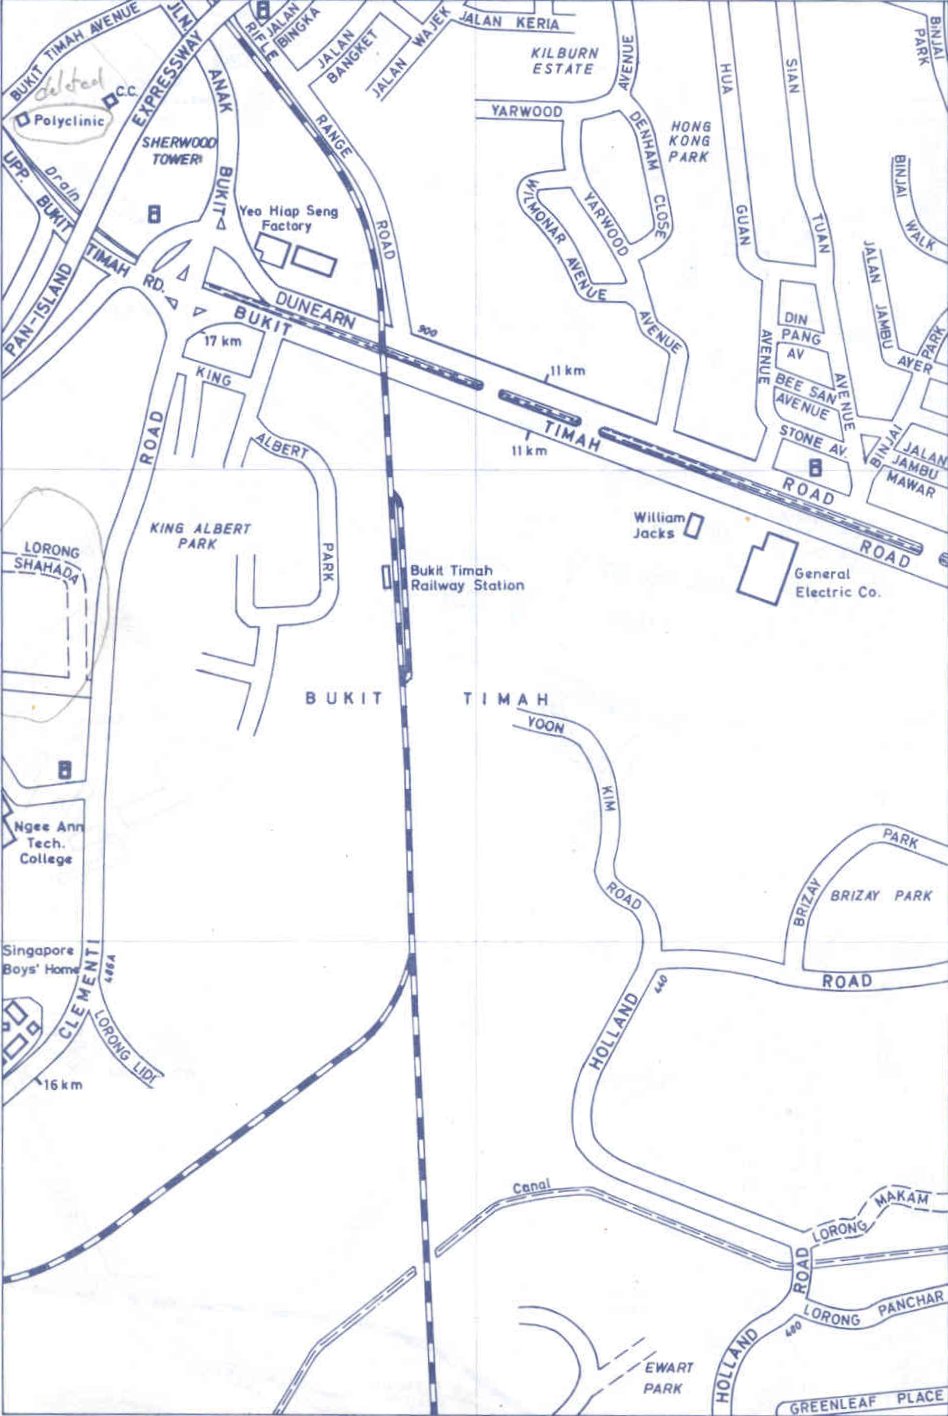 BUKIT TIMAH AVENUE
deleted
C.C.
Polyclinic
JLN.
ANAK
BUKIT
EXPRESSWAY
PAN-ISLAND
SHERWOOD
TOWER
UPP. BUKIT TIMAH RD.
Drain
RIFLE
RANGE
ROAD
JALAN
BINGKA
JALAN
BANGKET
JALAN WAJEK
JALAN KERIA
KILBURN
ESTATE
AVENUE
YARWOOD
DENHAM
CLOSE
HONG
KONG
PARK
WILMONAR
AVENUE
YARWOOD
AVENUE
HUA
GUAN
AVENUE
SIAN
TUAN
AVENUE
BINJAI
PARK
BINJAI
WALK
JALAN
JAMBU
AYER
PARK
BINJAI
DIN
PANG
AV
BEE SAN
AVENUE
STONE AV.
JALAN
JAMBU
MAWAR
Yeo Hiap Seng
Factory
DUNEARN
ROAD
BUKIT
TIMAH
ROAD
900
11 km
11 km
17 km
KING
ALBERT
PARK
KING ALBERT
PARK
ROAD
CLEMENTI
LORONG
SHAHADA
William
Jacks
General
Electric Co.
Bukit Timah
Railway Station
BUKIT TIMAH
YOON
KIM
ROAD
Ngee Ann
Tech.
College
Singapore
Boys' Home
486A
LORONG LIDI
16 km
BRIZAY
PARK
BRIZAY PARK
ROAD
440
HOLLAND
Canal
LORONG
MAKAM
ROAD
LORONG
PANCHAR
480
HOLLAND
EWART
PARK
GREENLEAF PLACE